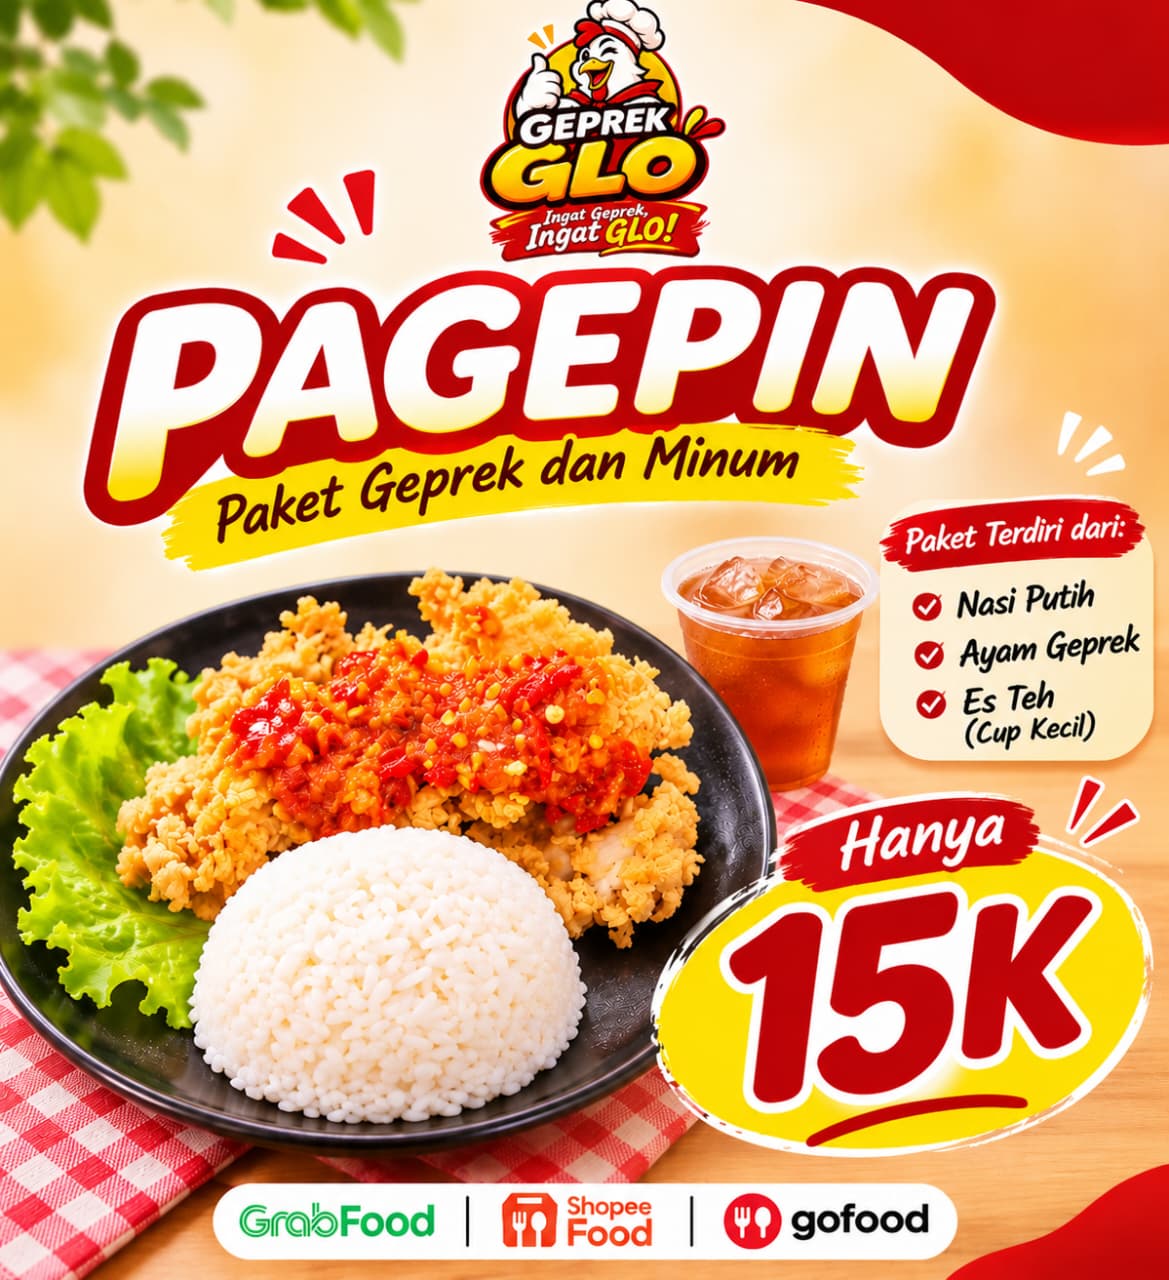 GEPREK
GLO
Ingat Geprek,
Ingat GLO!
PAGEPIN
Paket Geprek dan Minum
Paket Terdiri dari:
Nasi Putih
Ayam Geprek
Es Teh
(Cup Kecil)
Hanya
15K
GrabFood
Shopee
Food
gofood